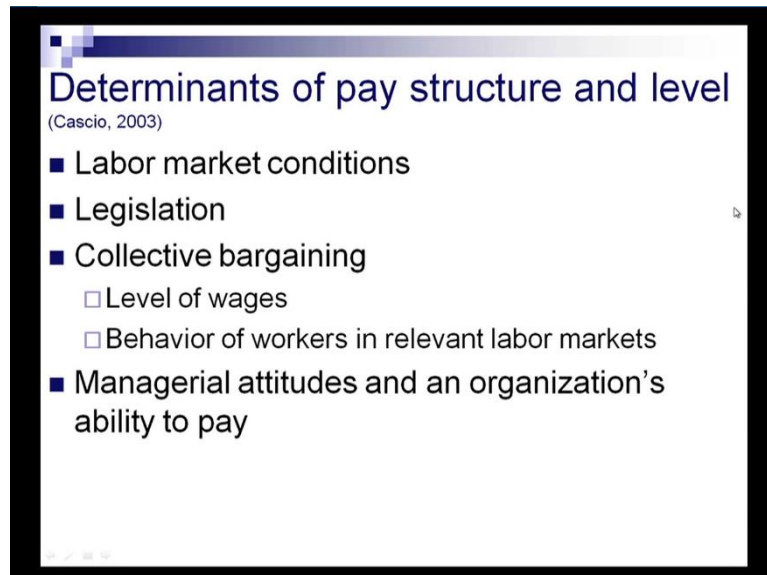 Determinants of pay structure and level
(Cascio, 2003)
Labor market conditions
Legislation
Collective bargaining
Level of wages
Behavior of workers in relevant labor markets
Managerial attitudes and an organization's
ability to pay